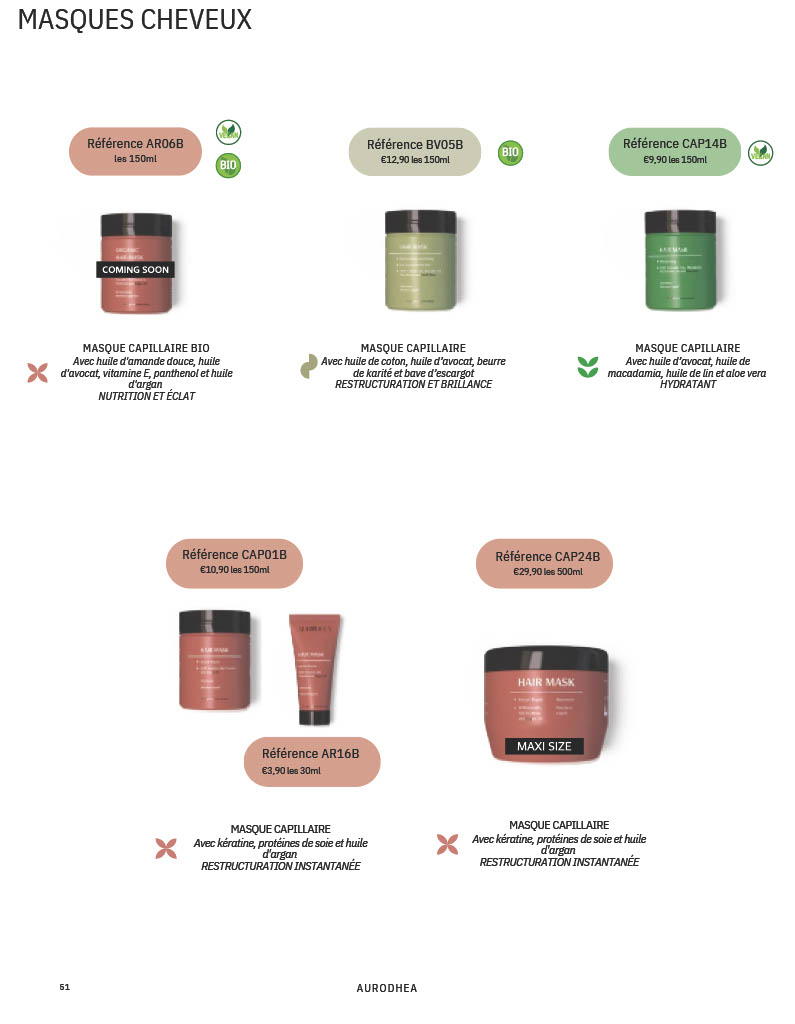 MASQUES CHEVEUX
Référence AR06B
les 150ml
VEGAN
BIO
Référence BV05B
€12,90 les 150ml
BIO
Référence CAP14B
€9,90 les 150ml
VEGAN
ORGANIC
HAIR MASK
COMING SOON
HAIR MASK
HAIR MASK
MASQUE CAPILLAIRE BIO
Avec huile d'amande douce, huile
d'avocat, vitamine E, panthenol et huile
d'argan
NUTRITION ET ÉCLAT
MASQUE CAPILLAIRE
Avec huile de coton, huile d'avocat, beurre
de karité et bave d'escargot
RESTRUCTURATION ET BRILLANCE
MASQUE CAPILLAIRE
Avec huile d'avocat, huile de
macadamia, huile de lin et aloe vera
HYDRATANT
Référence CAP01B
€10,90 les 150ml
Référence CAP24B
€29,90 les 500ml
HAIR MASK
HAIR MASK
HAIR MASK
MAXI SIZE
Référence AR16B
€3,90 les 30ml
MASQUE CAPILLAIRE
Avec kératine, protéines de soie et huile
d'argan
RESTRUCTURATION INSTANTANÉE
MASQUE CAPILLAIRE
Avec kératine, protéines de soie et huile
d'argan
RESTRUCTURATION INSTANTANÉE
51
AURODHEA